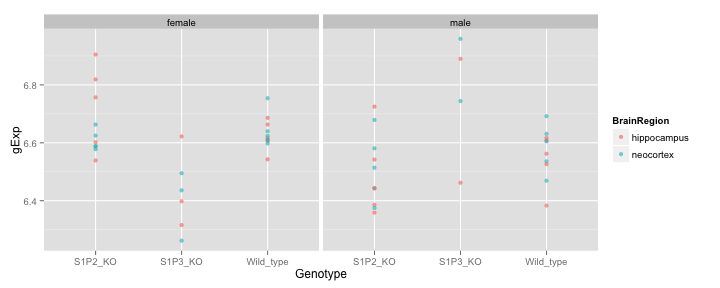 female
male
gExp
6.8
6.6
6.4
S1P2_KO
S1P3_KO
Wild_type
S1P2_KO
S1P3_KO
Wild_type
Genotype
BrainRegion
hippocampus
neocortex